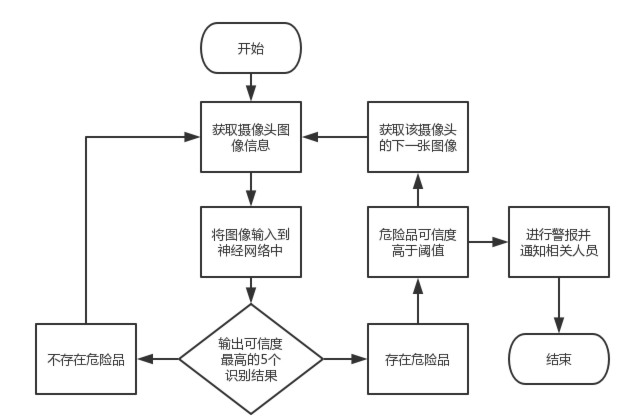 开始
获取摄像头图
像信息
获取该摄像头
的下一张图像
将图像输入到
神经网络中
危险品可信度
高于阈值
进行警报并
通知相关人员
不存在危险品
输出可信度
最高的5个
识别结果
存在危险品
结束